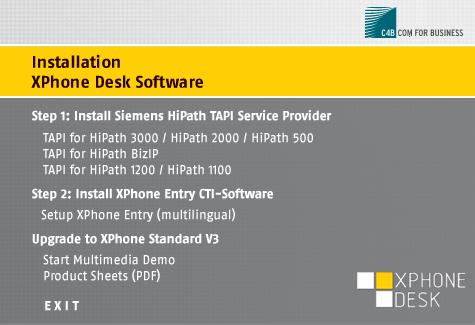 C4B COM FOR BUSINESS
Installation
XPhone Desk Software
Step 1: Install Siemens HiPath TAPI Service Provider
TAPI for HiPath 3000 / HiPath 2000 / HiPath 500
TAPI for HiPath BizIP
TAPI for HiPath 1200 / HiPath 1100
Step 2: Install XPhone Entry CTI-Software
Setup XPhone Entry (multilingual)
Upgrade to XPhone Standard V3
Start Multimedia Demo
Product Sheets (PDF)
EXIT
XPHONE
DESK